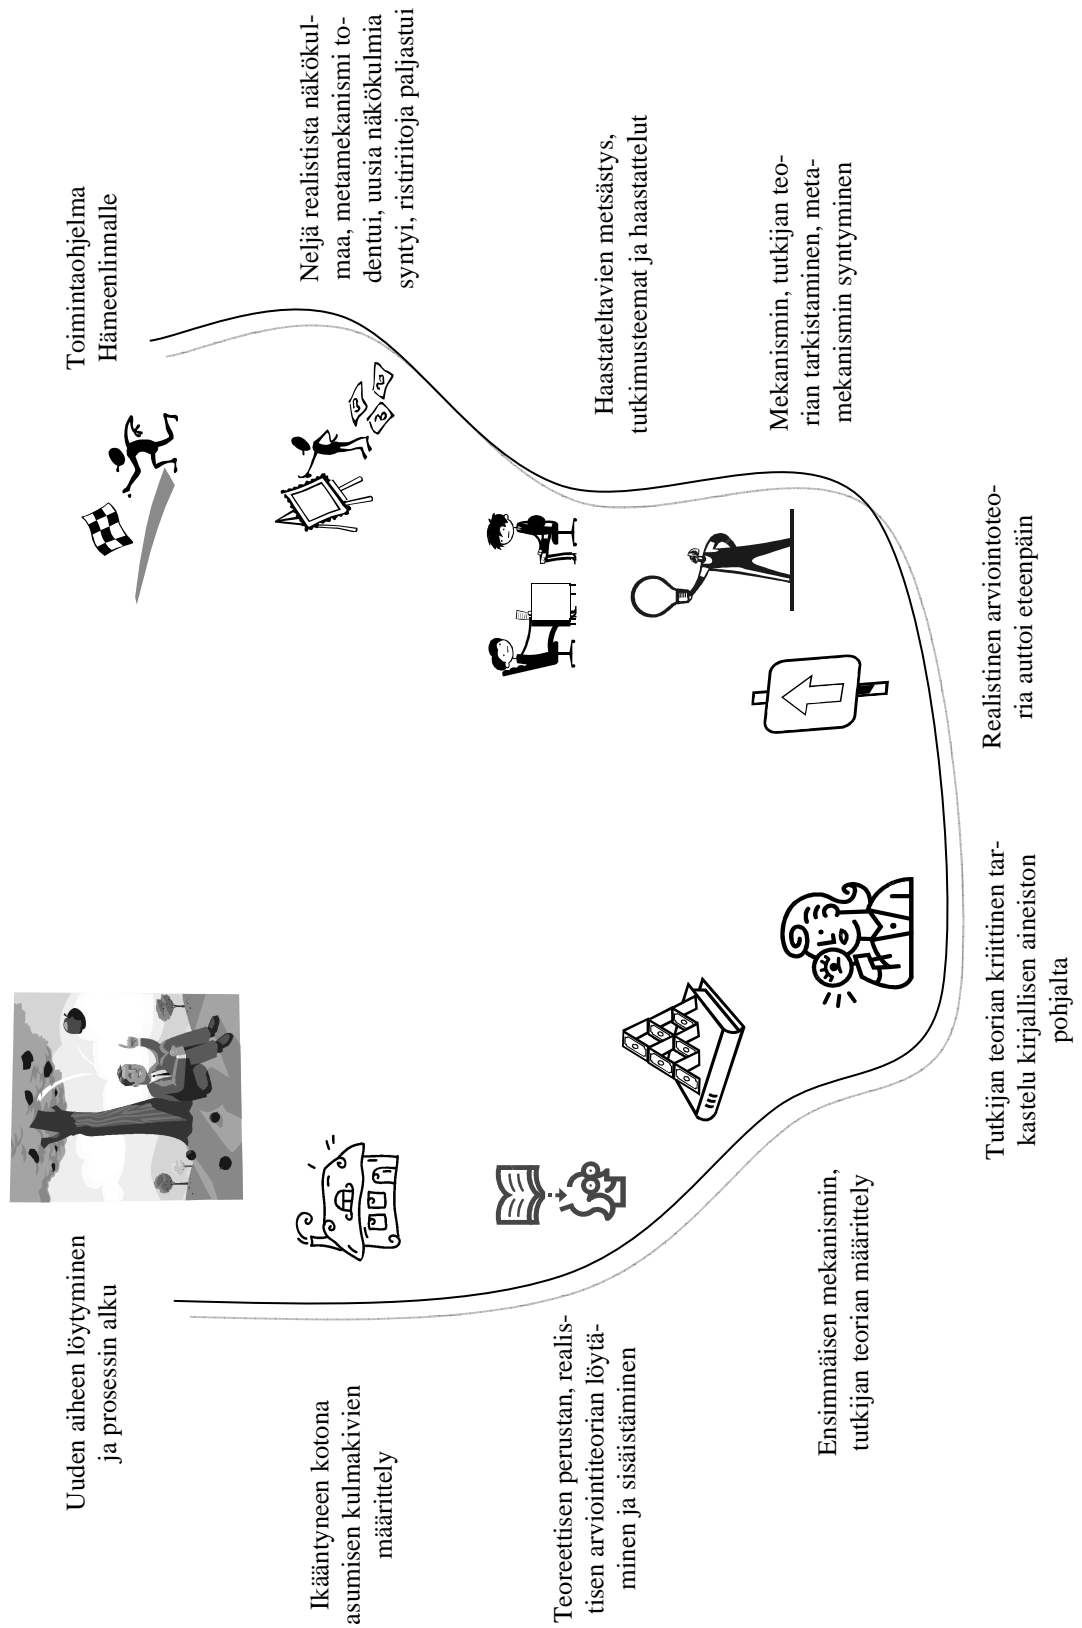 Uuden aiheen löytyminen
ja prosessin alku
Ikääntyneen kotona
asumisen kulmakivien
määrittely
Teoreettisen perustan, realis-
tisen arviointiteorian löytä-
minen ja sisäistäminen
Ensimmäisen mekanismin,
tutkijan teorian määrittely
Tutkijan teorian kriittinen tar-
kastelu kirjallisen aineiston
pohjalta
Realistinen arviointoteo-
ria auttoi eteenpäin
Mekanismin, tutkijan teo-
rian tarkistaminen, meta-
mekanismin syntyminen
Haastateltavien metsästys,
tutkimusteemat ja haastattelut
Neljä realistista näkökul-
maa, metamekanismi to-
dentui, uusia näkökulmia
syntyi, ristiriitoja paljastui
Toimintaohjelma
Hämeenlinnalle